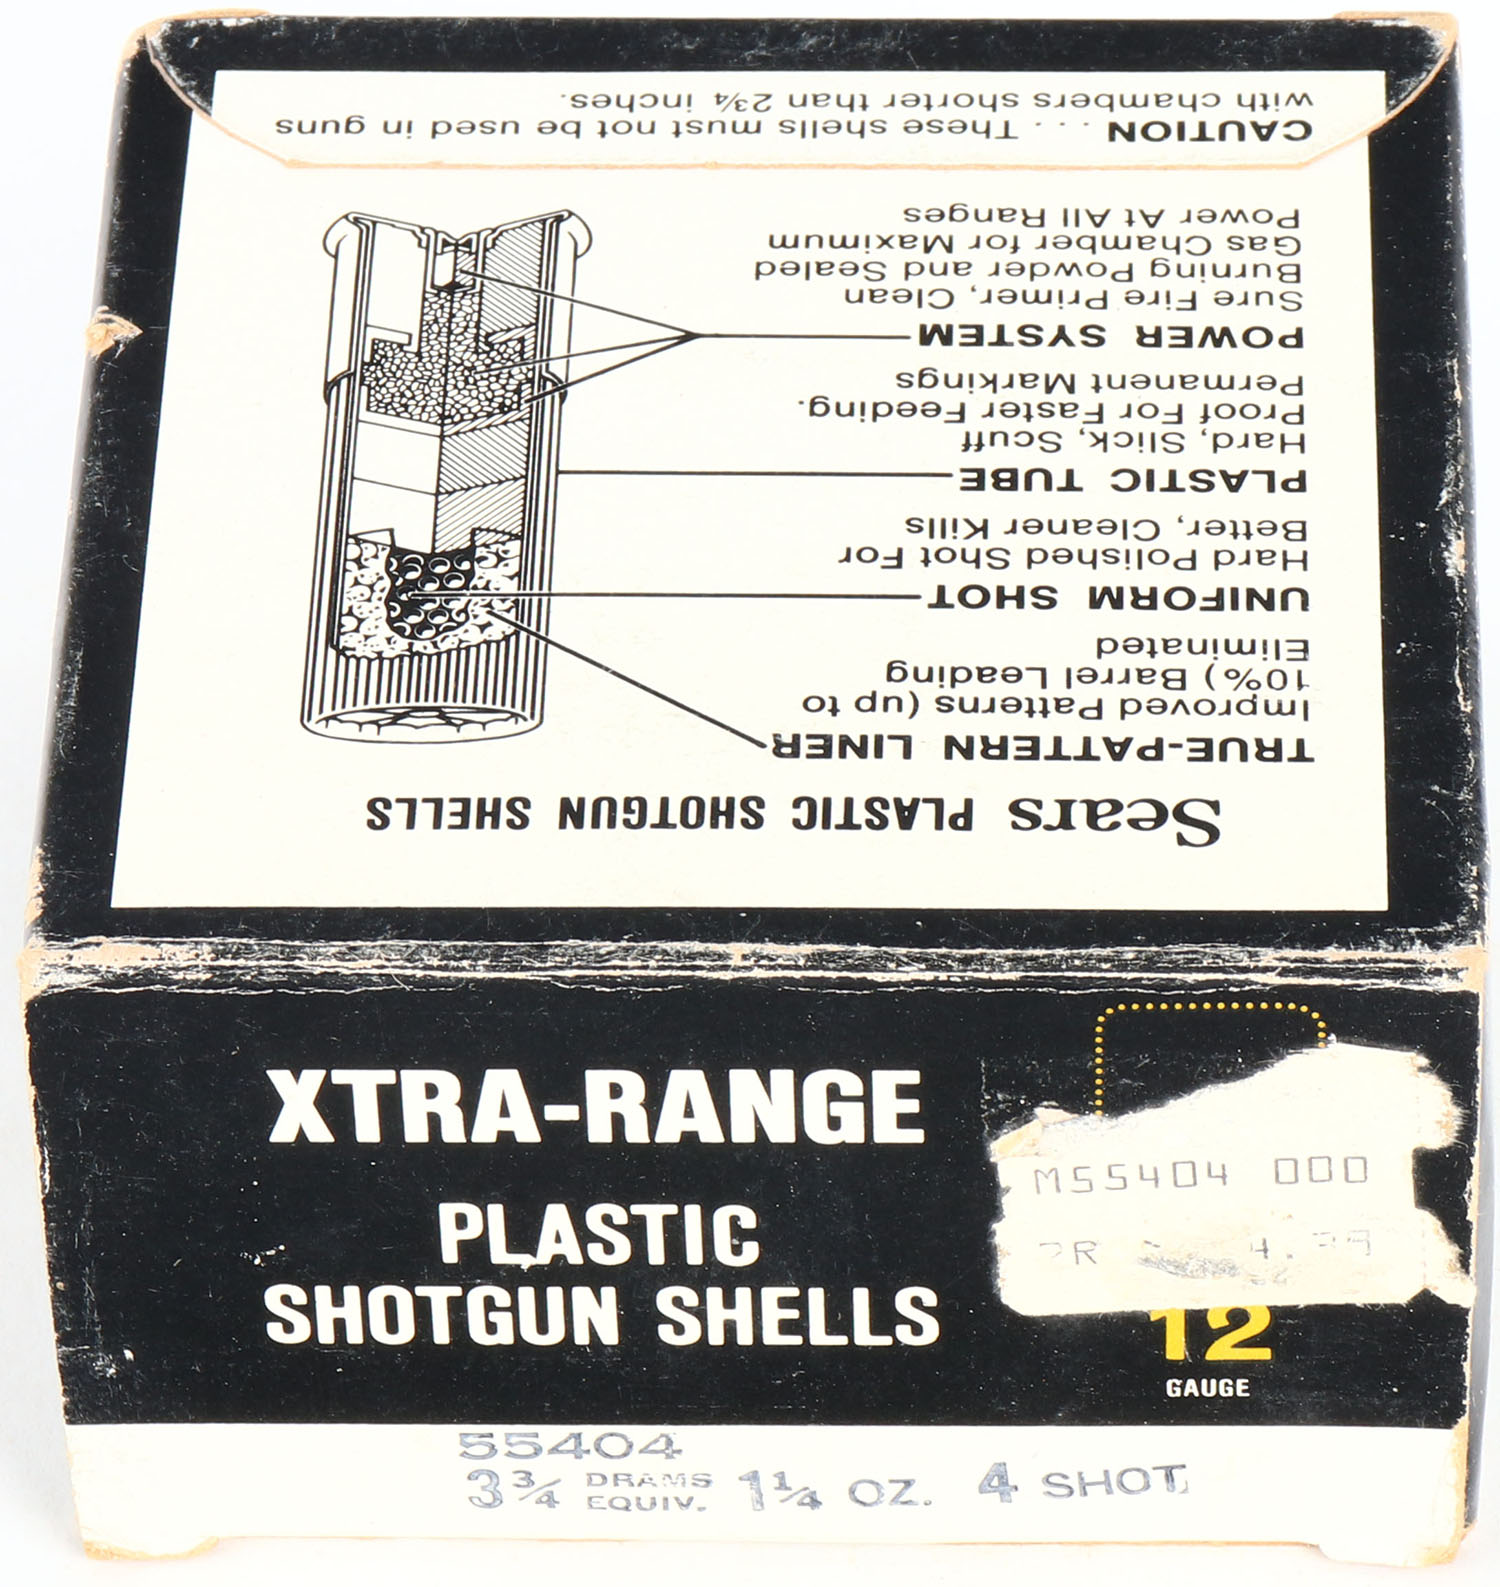 Sears PLASTIC SHOTGUN SHELLS
TRUE-PATTERN LINER
Improved Patterns (up to
10%) Barrel Leading
Eliminated
UNIFORM SHOT
Hard Polished Shot For
Better, Cleaner Kills
PLASTIC TUBE
Hard, Slick, Scuff
Proof For Faster Feeding.
Permanent Markings
POWER SYSTEM
Sure Fire Primer, Clean
Burning Powder and Sealed
Gas Chamber for Maximum
Power At All Ranges
CAUTION .... These shells must not be used in guns
with chambers shorter than 2¾ inches.
XTRA-RANGE
PLASTIC
SHOTGUN SHELLS
M55404 000
12
GAUGE
55404
3¾ DRAMS EQUIV. 1¼ OZ. 4 SHOT